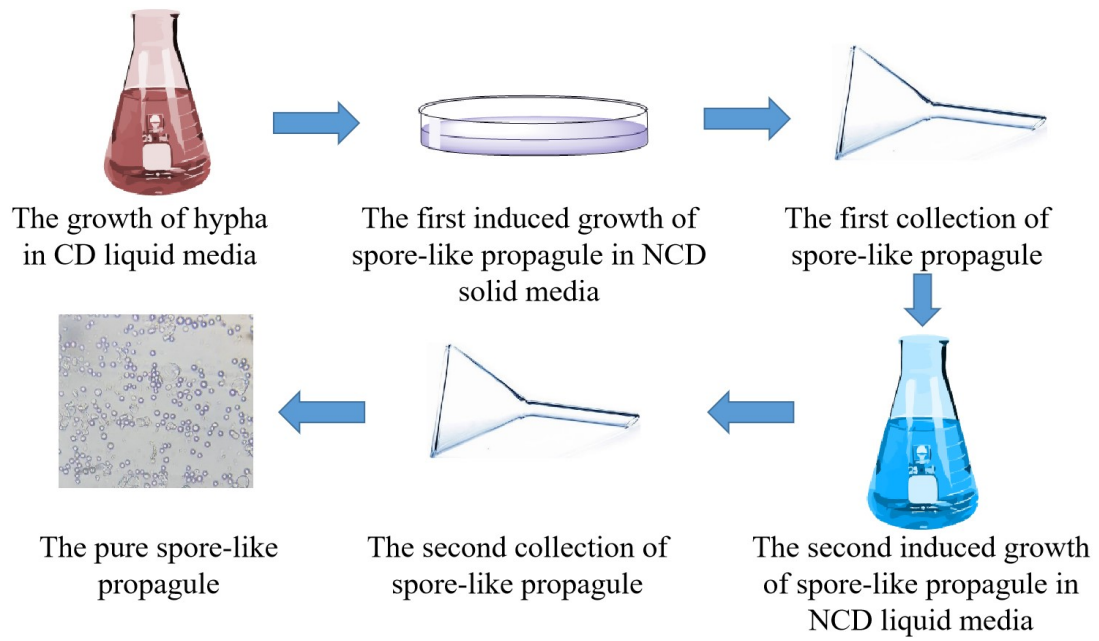 The growth of hypha
in CD liquid media
The first induced growth of
spore-like propagule in NCD
solid media
The first collection of
spore-like propagule
The second induced growth
of spore-like propagule in
NCD liquid media
The second collection of
spore-like propagule
The pure spore-like
propagule